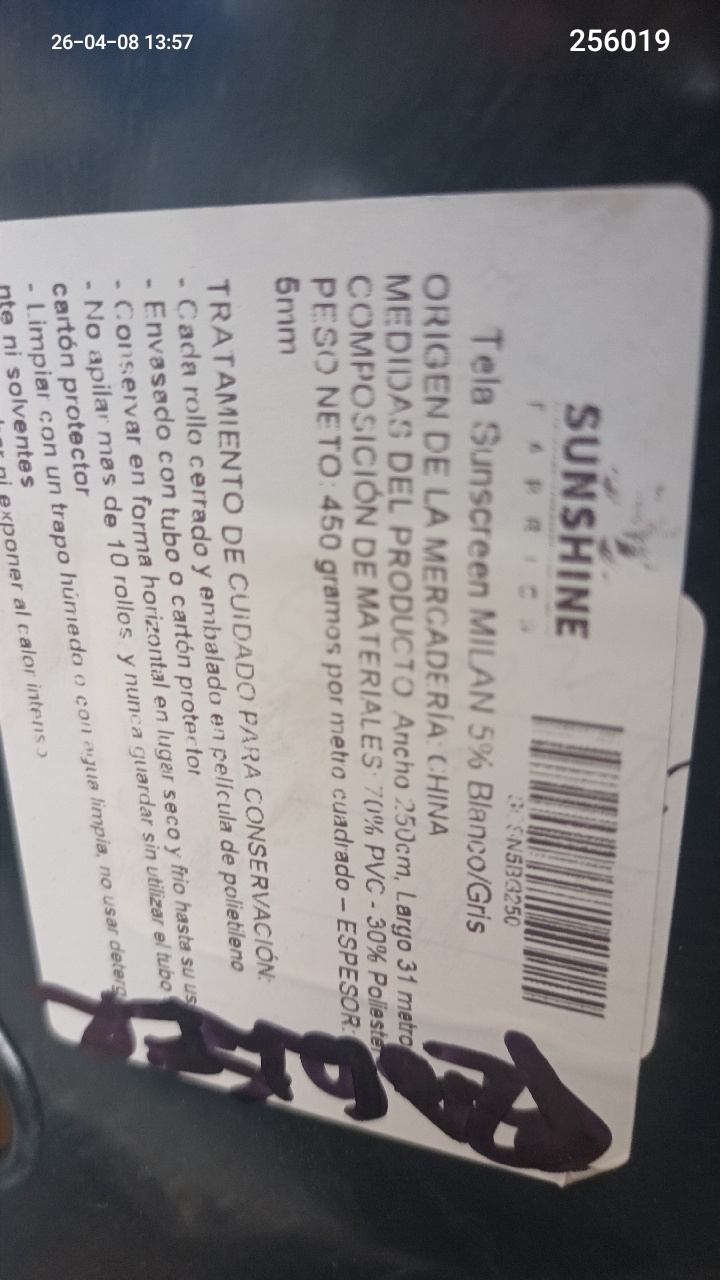 26-04-08 13:57
256019
SUNSHINE
FABRICS
Tela Sunscreen MILAN 5% Blanco/Gris
ORIGEN DE LA MERCADERÍA: CHINA
MEDIDAS DEL PRODUCTO Ancho 250cm, Largo 31 metro
COMPOSICIÓN DE MATERIALES: 70% PVC - 30% Poliester
PESO NETO: 450 gramos por metro cuadrado – ESPESOR:
5mm
TRATAMIENTO DE CUIDADO PARA CONSERVACIÓN:
- Cada rollo cerrado y embalado en película de polietileno
- Envasado con tubo o cartón protector
- Conservar en forma horizontal en lugar seco y frio hasta su us
- No apilar mas de 10 rollos y nunca guardar sin utilizar el tubo
cartón protector
- Limpiar con un trapo húmedo o con agua limpia, no usar deterg
nte ni solventes
ni exponer al calor intenso